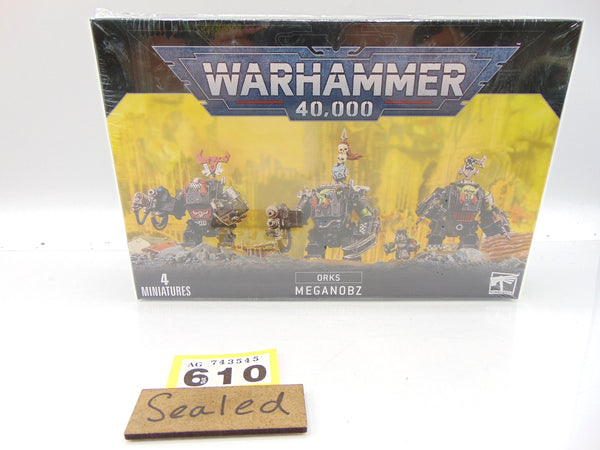 WARHAMMER
40,000
4
MINIATURES
ORKS
MEGANOBZ
AG 743545
610
Sealed